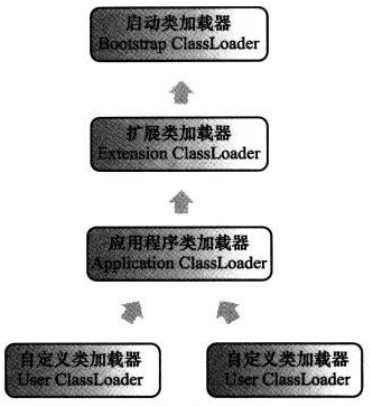 启动类加载器
Bootstrap ClassLoader
扩展类加载器
Extension ClassLoader
应用程序类加载器
Application ClassLoader
自定义类加载器
User ClassLoader
自定义类加载器
User ClassLoader